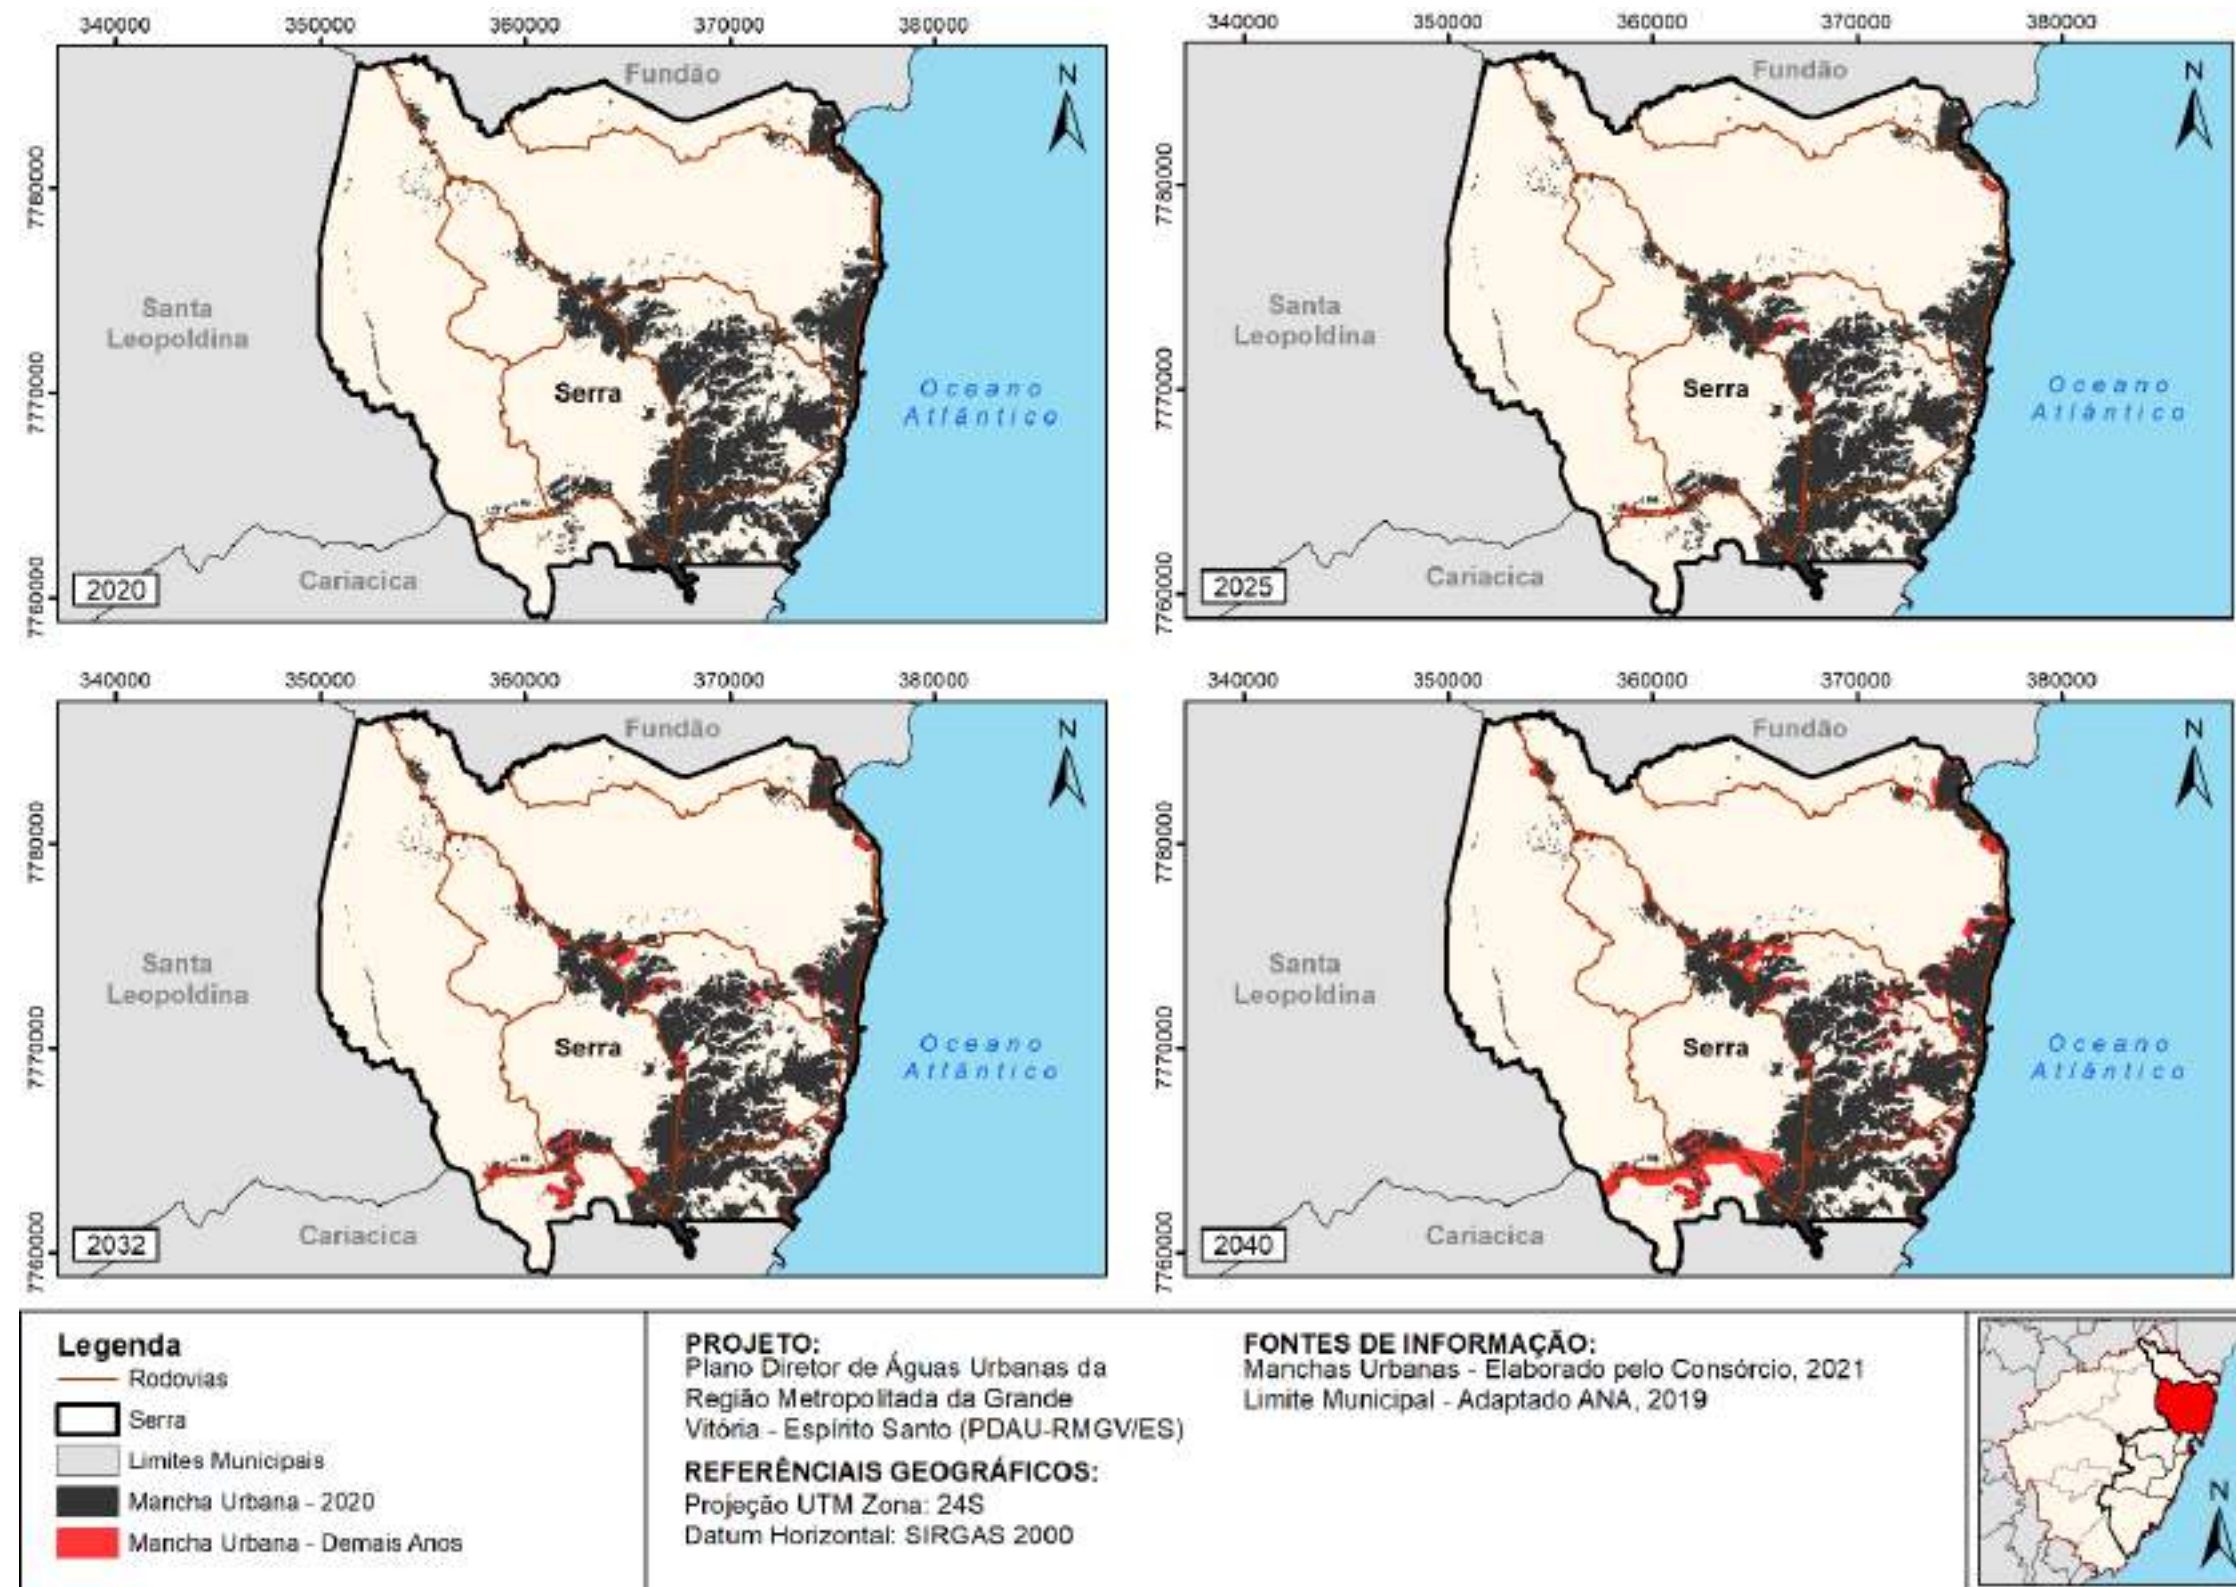 340000 350000 360000 370000 380000
Fundão
N
7780000
Santa
Leopoldina
7770000
Serra
Oceano
Atlântico
7760000
Cariacica
2020
340000 350000 360000 370000 380000
Fundão
N
7780000
Santa
Leopoldina
7770000
Serra
Oceano
Atlântico
7760000
Cariacica
2025
340000 350000 360000 370000 380000
Fundão
N
7780000
Santa
Leopoldina
7770000
Serra
Oceano
Atlântico
7760000
Cariacica
2032
340000 350000 360000 370000 380000
Fundão
N
7780000
Santa
Leopoldina
7770000
Serra
Oceano
Atlântico
7760000
Cariacica
2040
Legenda
Rodovias
Serra
Limites Municipais
Mancha Urbana - 2020
Mancha Urbana - Demais Anos
PROJETO:
Plano Diretor de Águas Urbanas da
Região Metropolitada da Grande
Vitória - Espírito Santo (PDAU-RMGV/ES)
REFERÊNCIAIS GEOGRÁFICOS:
Projeção UTM Zona: 24S
Datum Horizontal: SIRGAS 2000
FONTES DE INFORMAÇÃO:
Manchas Urbanas - Elaborado pelo Consórcio, 2021
Limite Municipal - Adaptado ANA, 2019
N